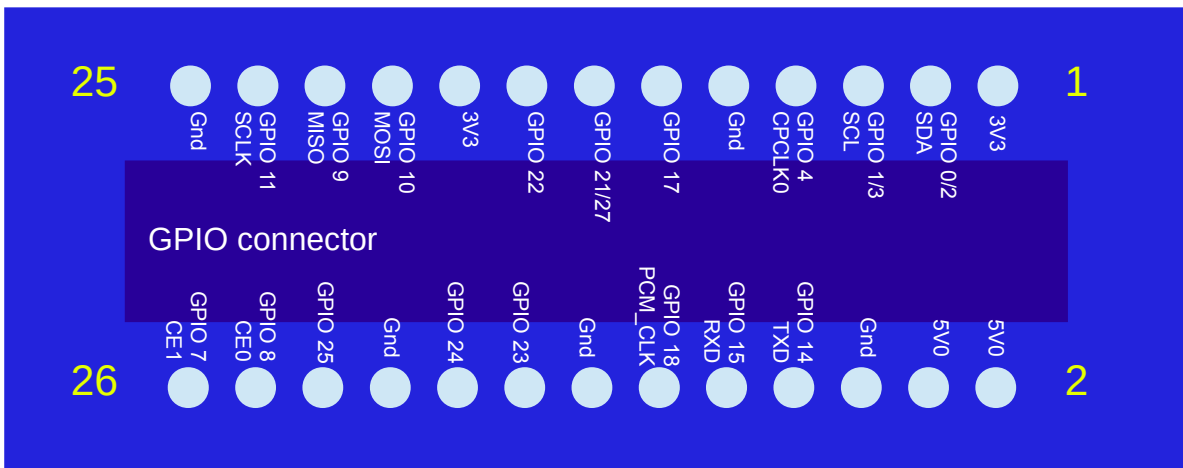 25
Gnd
GPIO 11
SCLK
GPIO 9
MISO
GPIO 10
MOSI
3V3
GPIO 22
GPIO 21/27
GPIO 17
Gnd
GPIO 4
CPCLK0
GPIO 1/3
SCL
GPIO 0/2
SDA
3V3
1
GPIO connector
26
GPIO 7
CE1
GPIO 8
CE0
GPIO 25
Gnd
GPIO 24
GPIO 23
Gnd
GPIO 18
PCM_CLK
GPIO 15
RXD
GPIO 14
TXD
Gnd
5V0
5V0
2